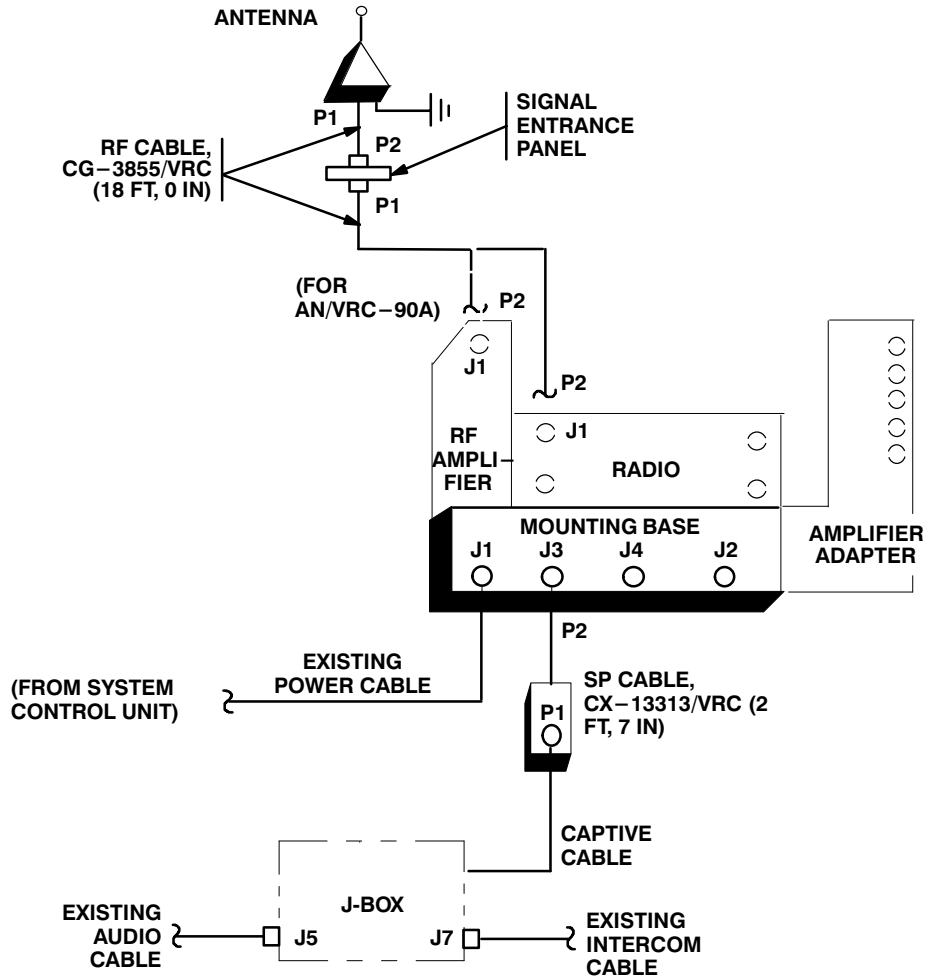 ANTENNA
P1
SIGNAL
ENTRANCE
PANEL
RF CABLE,
CG–3855/VRC
(18 FT, 0 IN)
P2
P1
(FOR
AN/VRC–90A)
P2
J1
P2
RF
AMPLI
FIER
J1
RADIO
MOUNTING BASE
J1
J3
J4
J2
AMPLIFIER
ADAPTER
P2
EXISTING
POWER CABLE
(FROM SYSTEM
CONTROL UNIT)
SP CABLE,
CX–13313/VRC (2
FT, 7 IN)
P1
CAPTIVE
CABLE
J-BOX
EXISTING
AUDIO
CABLE
J5
J7
EXISTING
INTERCOM
CABLE